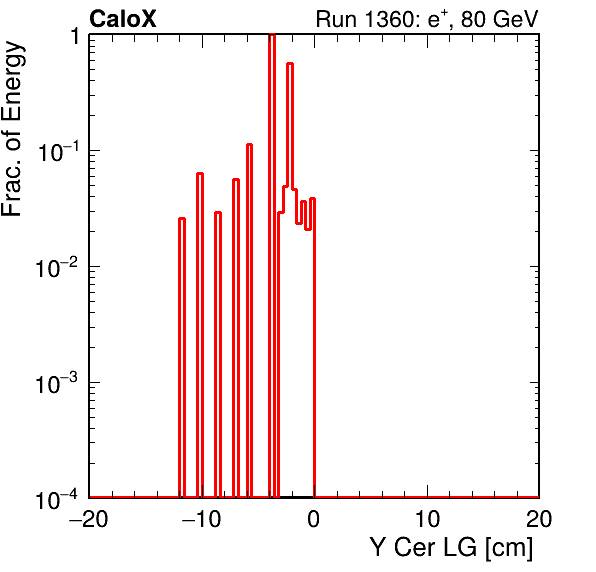 CaloX Run 1360: e⁺, 80 GeV
Frac. of Energy
1
10⁻¹
10⁻²
10⁻³
10⁻⁴
−20 −10 0 10 20
Y Cer LG [cm]